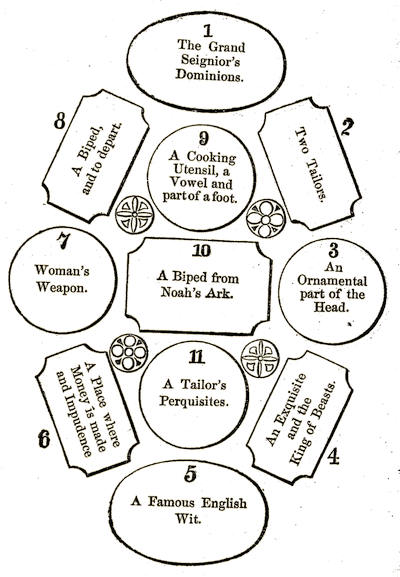 1
The Grand
Seignior's
Dominions.
8
A Biped,
and to depart.
9
A Cooking
Utensil, a
Vowel and
part of a foot.
2
Two Tailors.
7
Woman's
Weapon.
10
A Biped from
Noah's Ark.
3
An
Ornamental
part of the
Head.
6
A Place where
Money is made
and Impudence
11
A Tailor's
Perquisites.
4
An Exquisite
and the
King of Beasts.
5
A Famous English
Wit.